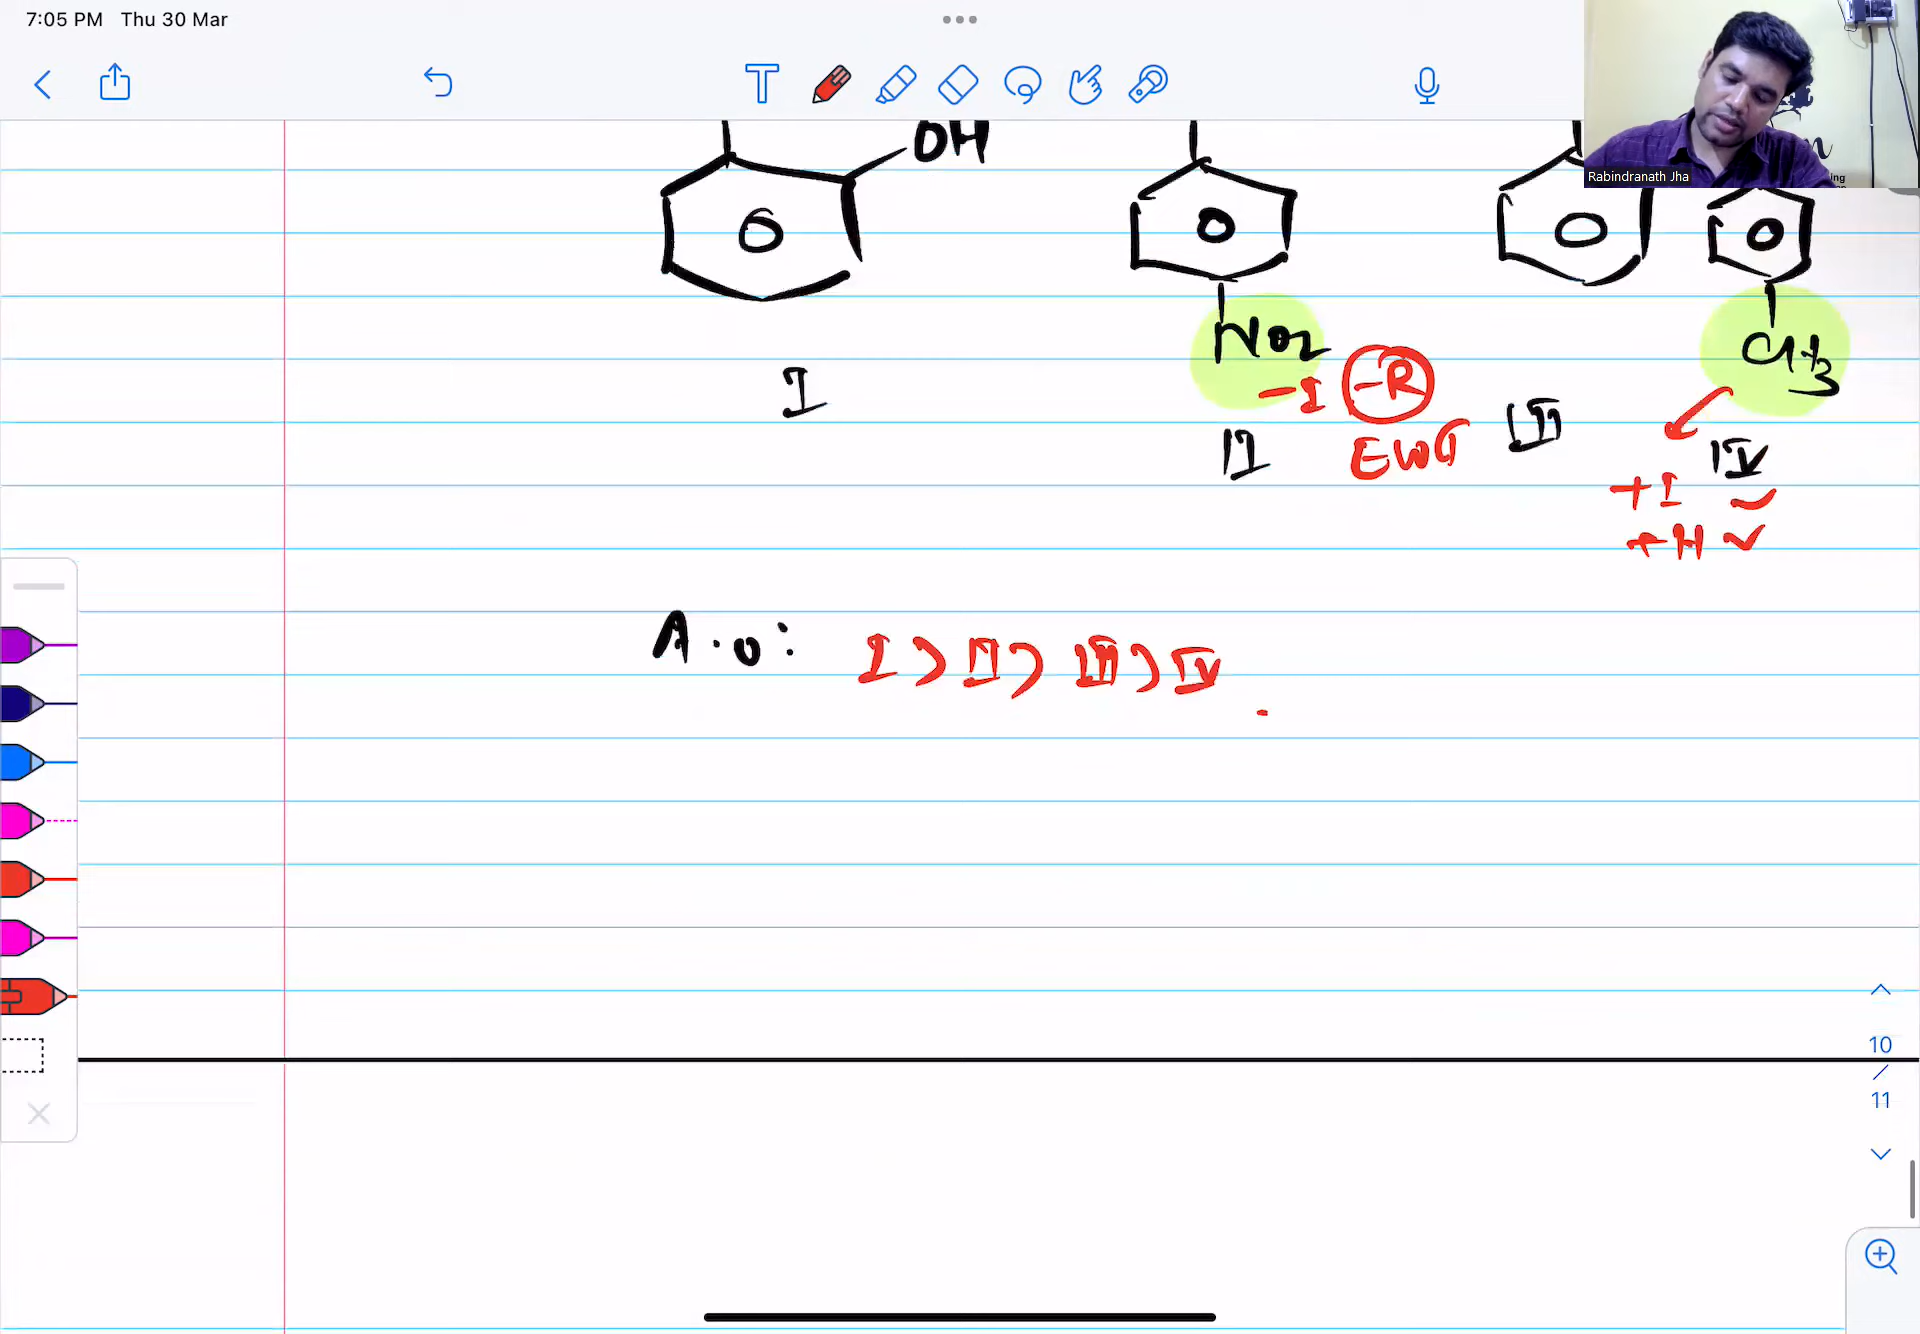 7:05 PM Thu 30 Mar
T
Rabindranath Jha
ing
OH
O
O
O
O
NO2
CH3
-I -R
EWG
I
II
III
IV
+I
+H
A.O: I > II > III > IV
10
/
11